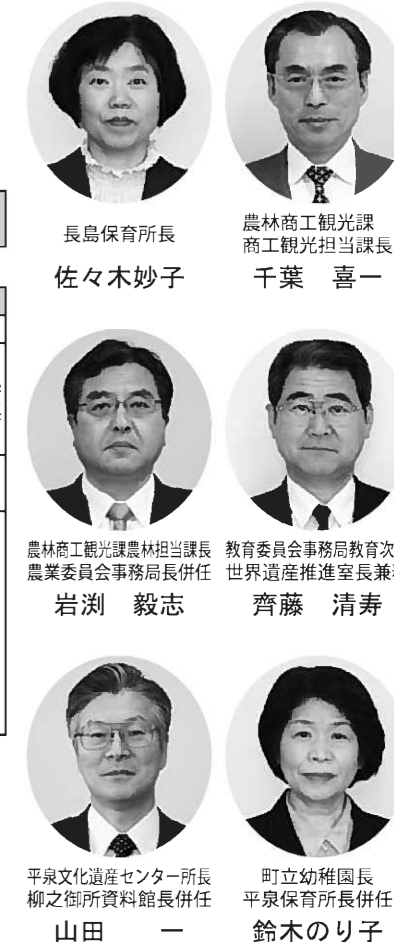 長島保育所長
佐々木妙子
農林商工観光課
商工観光担当課長
千葉　喜一
農林商工観光課農林担当課長
農業委員会事務局長併任
岩渕　毅志
教育委員会事務局教育次
世界遺産推進室長兼
齊藤　清寿
平泉文化遺産センター所長
柳之御所資料館長併任
山田　　一
町立幼稚園長
平泉保育所長併任
鈴木のり子